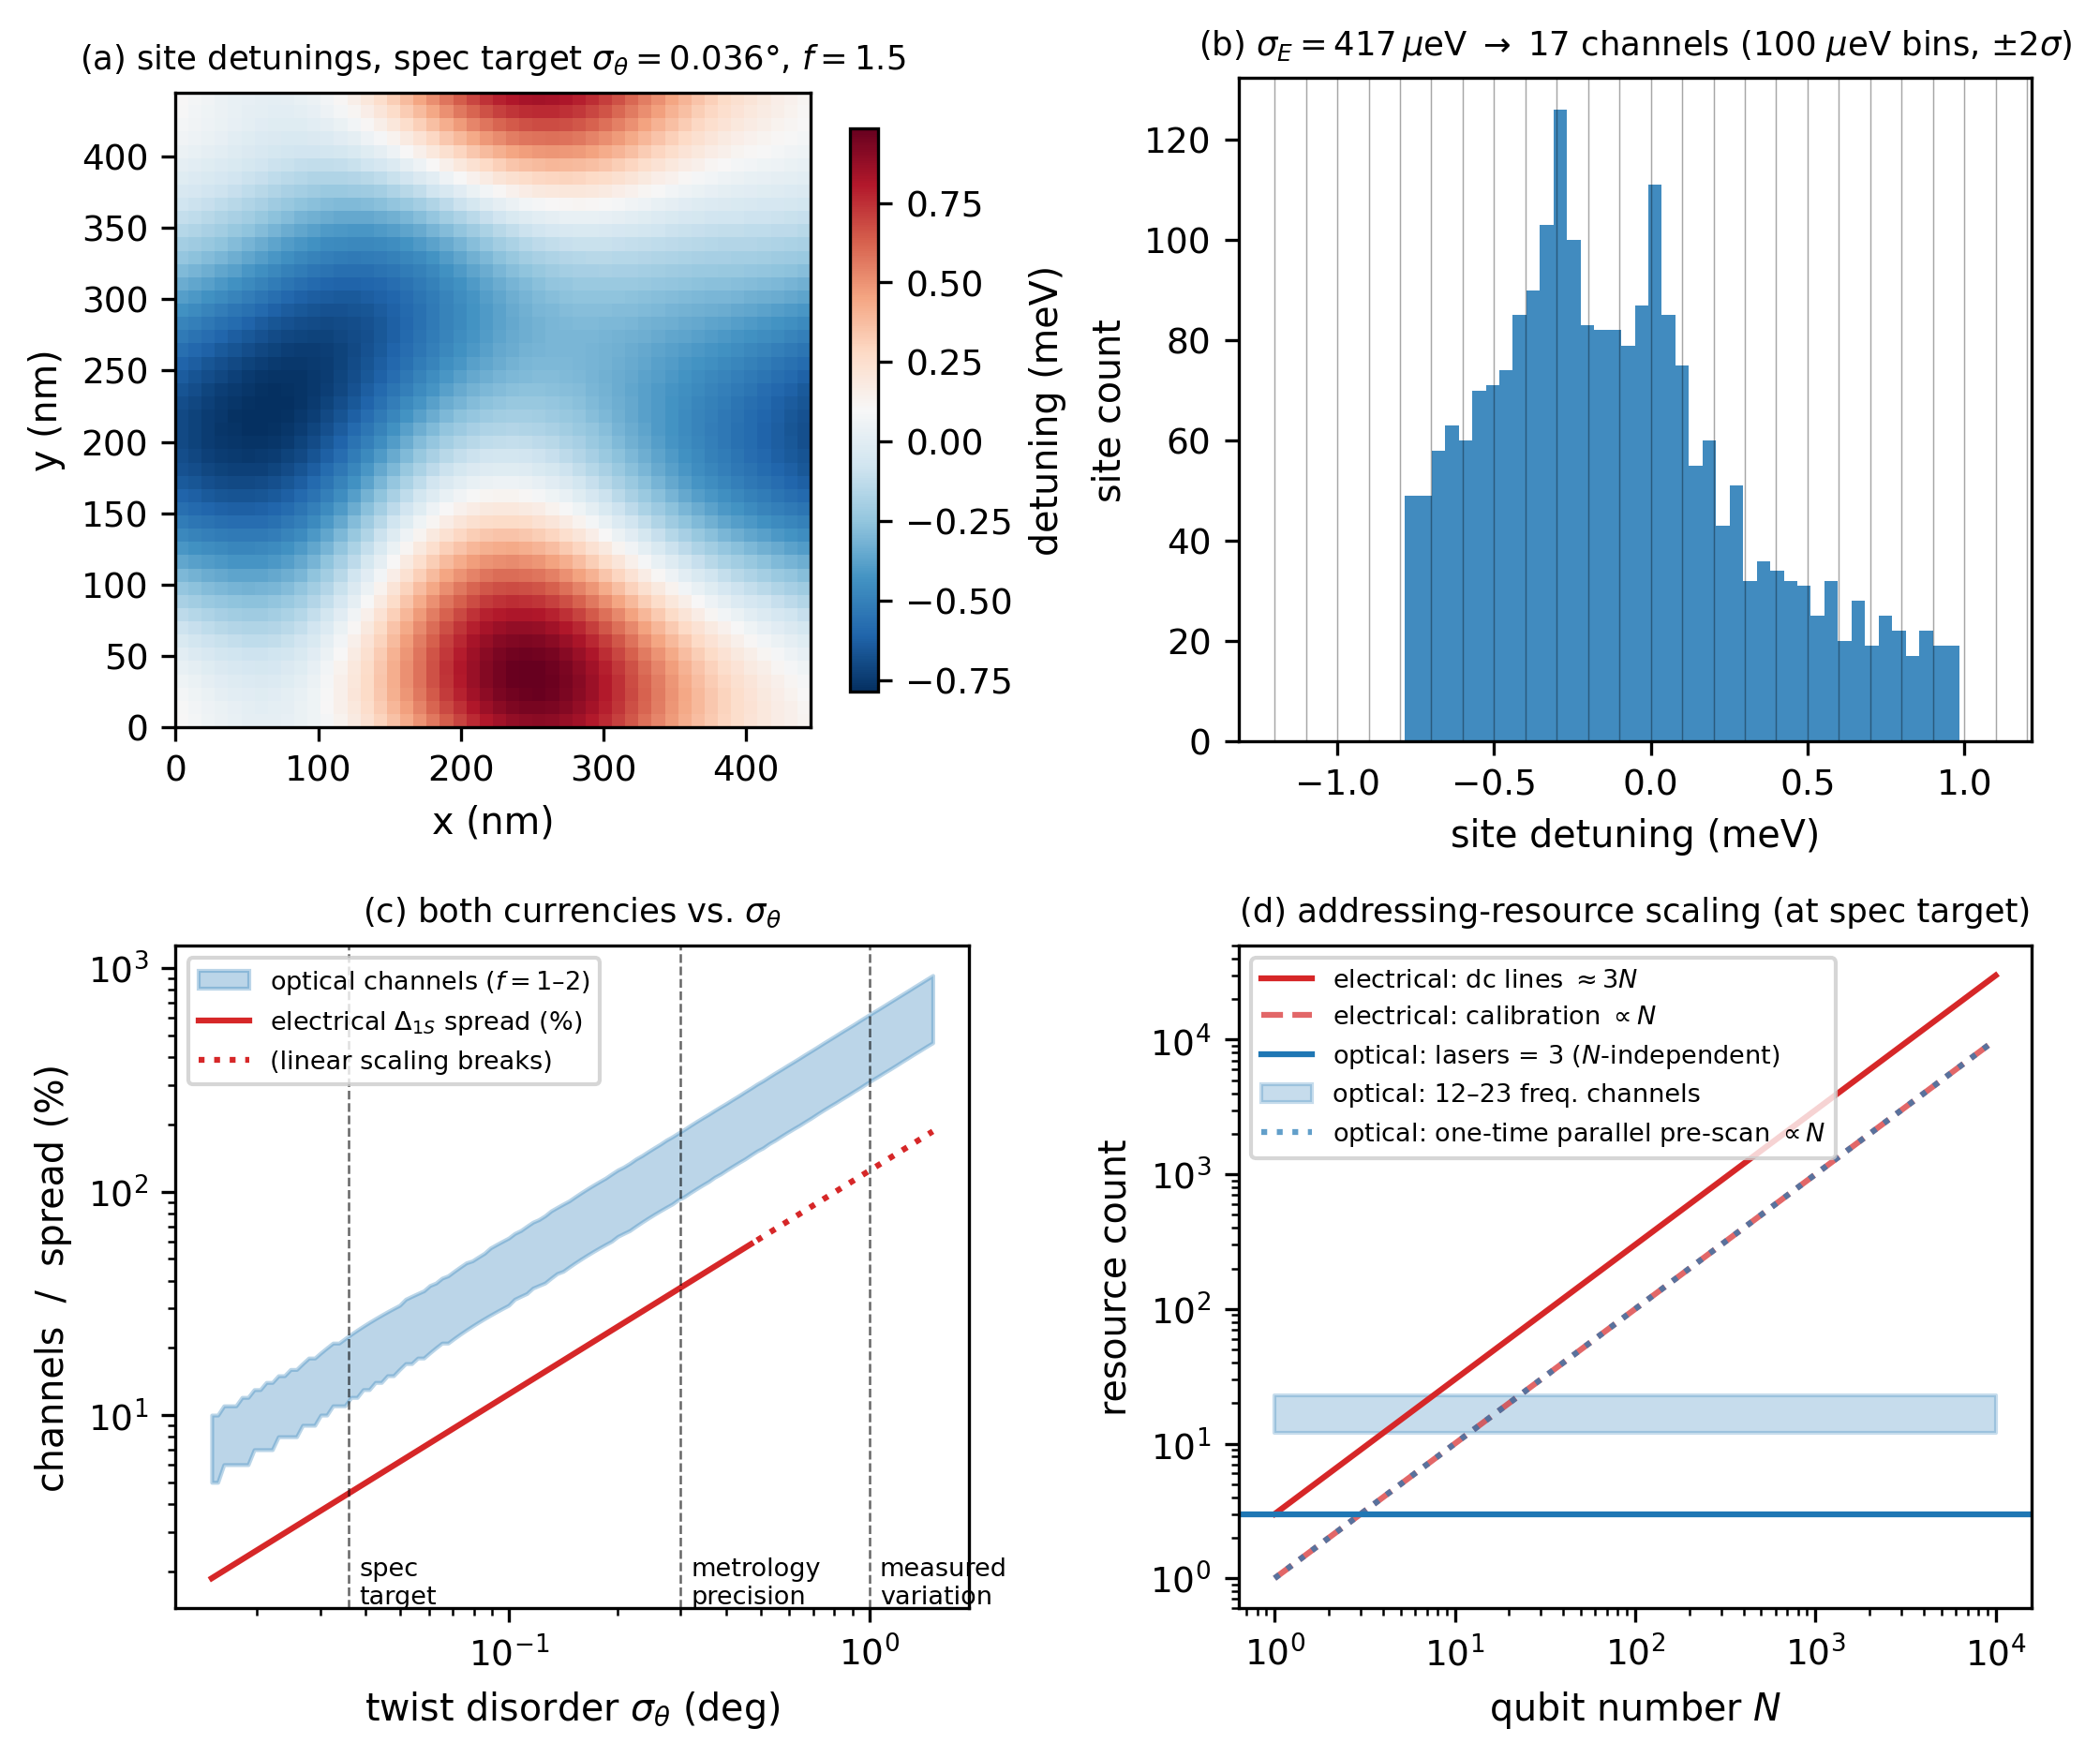 (a) site detunings, spec target σ_θ = 0.036°, f = 1.5
400
350
300
250
200
150
100
50
0
y (nm)
0 100 200 300 400
x (nm)
0.75
0.50
0.25
0.00
−0.25
−0.50
−0.75
detuning (meV)
(b) σ_E = 417 μeV → 17 channels (100 μeV bins, ±2σ)
120
100
80
60
40
20
0
site count
−1.0 −0.5 0.0 0.5 1.0
site detuning (meV)
(c) both currencies vs. σ_θ
10³
10²
10¹
channels / spread (%)
optical channels (f = 1–2)
electrical Δ_1S spread (%)
(linear scaling breaks)
spec
target
metrology
precision
measured
variation
10⁻¹ 10⁰
twist disorder σ_θ (deg)
(d) addressing-resource scaling (at spec target)
10⁴
10³
10²
10¹
10⁰
resource count
electrical: dc lines ≈ 3N
electrical: calibration ∝ N
optical: lasers = 3 (N-independent)
optical: 12–23 freq. channels
optical: one-time parallel pre-scan ∝ N
10⁰ 10¹ 10² 10³ 10⁴
qubit number N